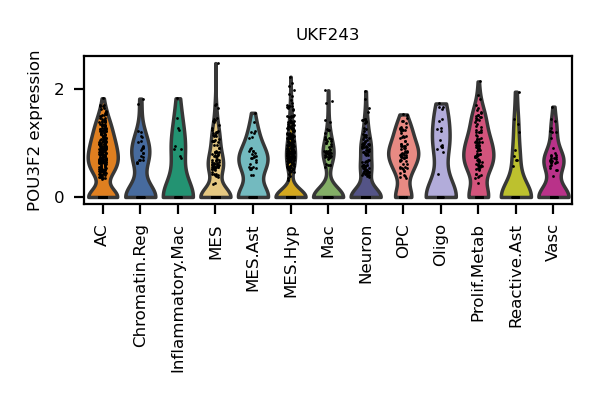 UKF243
POU3F2 expression
2
0
AC
Chromatin.Reg
Inflammatory.Mac
MES
MES.Ast
MES.Hyp
Mac
Neuron
OPC
Oligo
Prolif.Metab
Reactive.Ast
Vasc